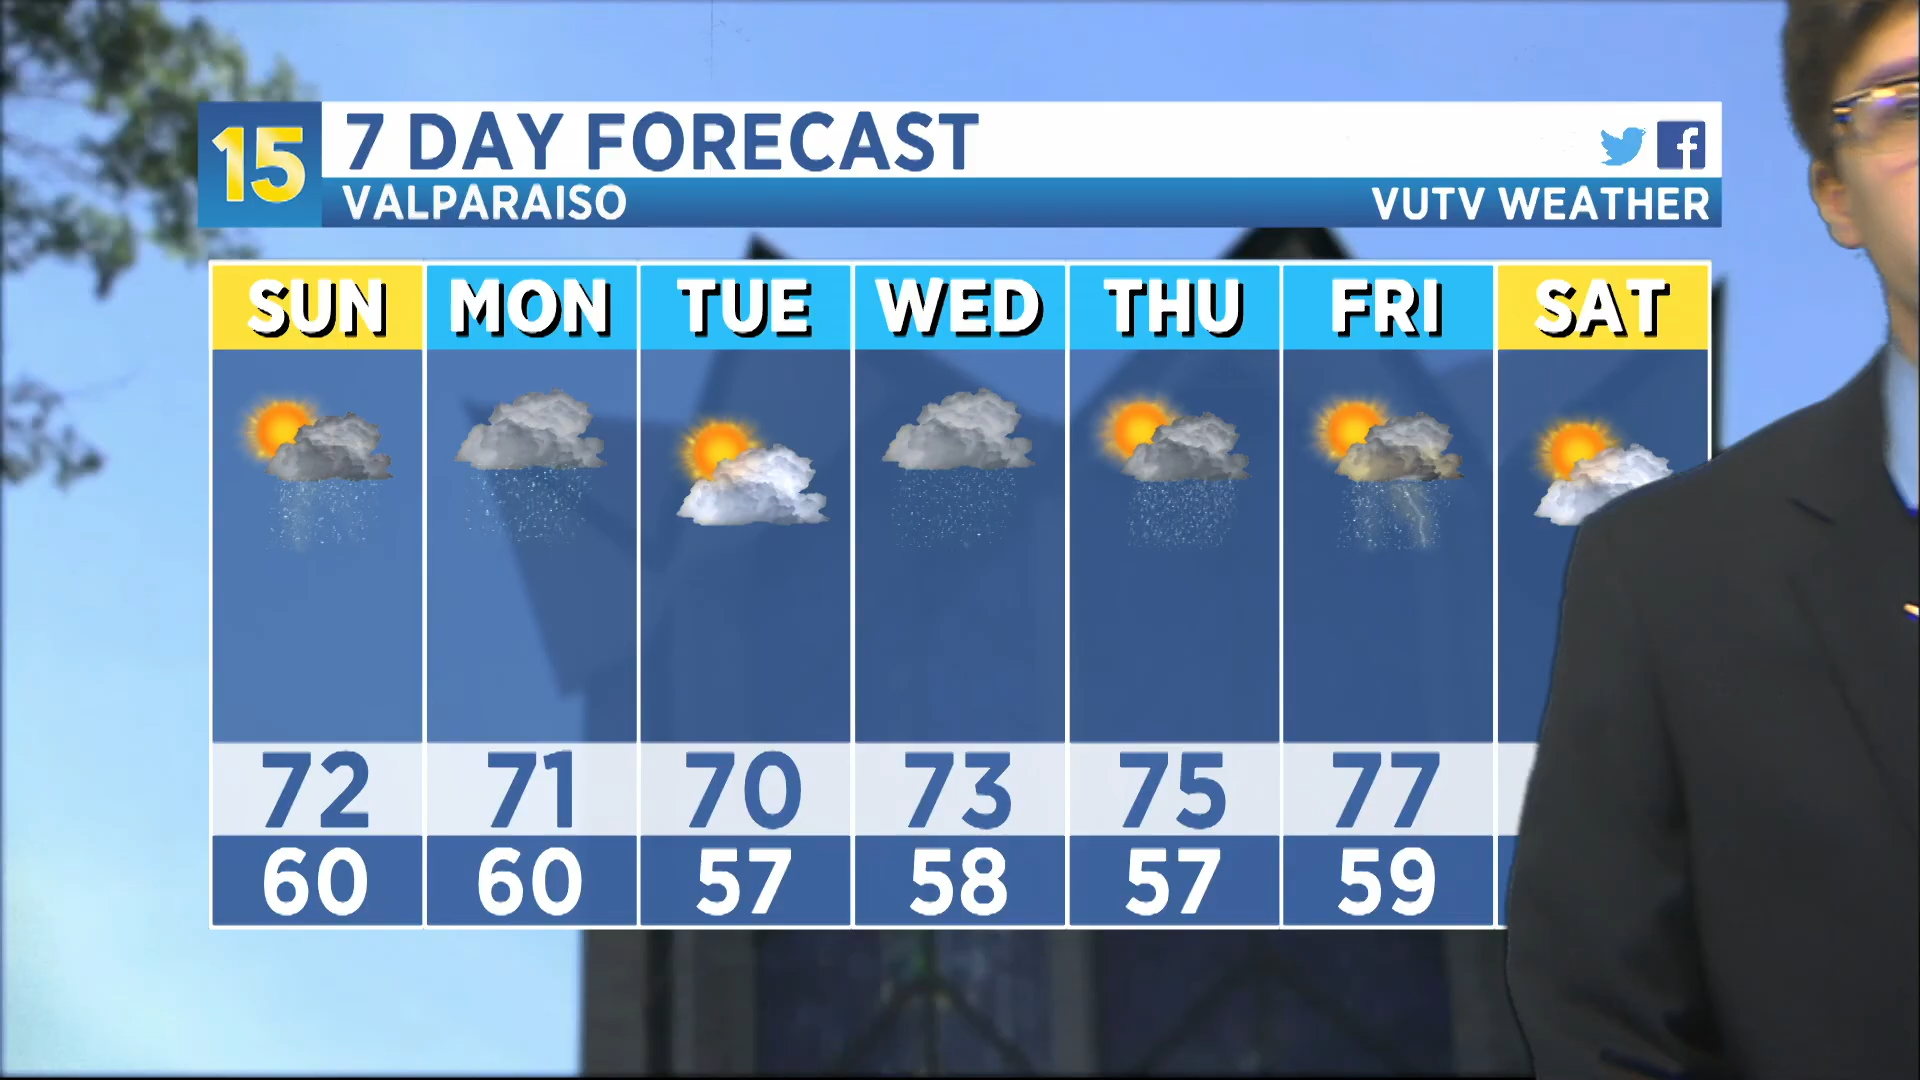 15
7 DAY FORECAST
VALPARAISO
VUTV WEATHER
SUN MON TUE WED THU FRI SAT
72 71 70 73 75 77
60 60 57 58 57 59